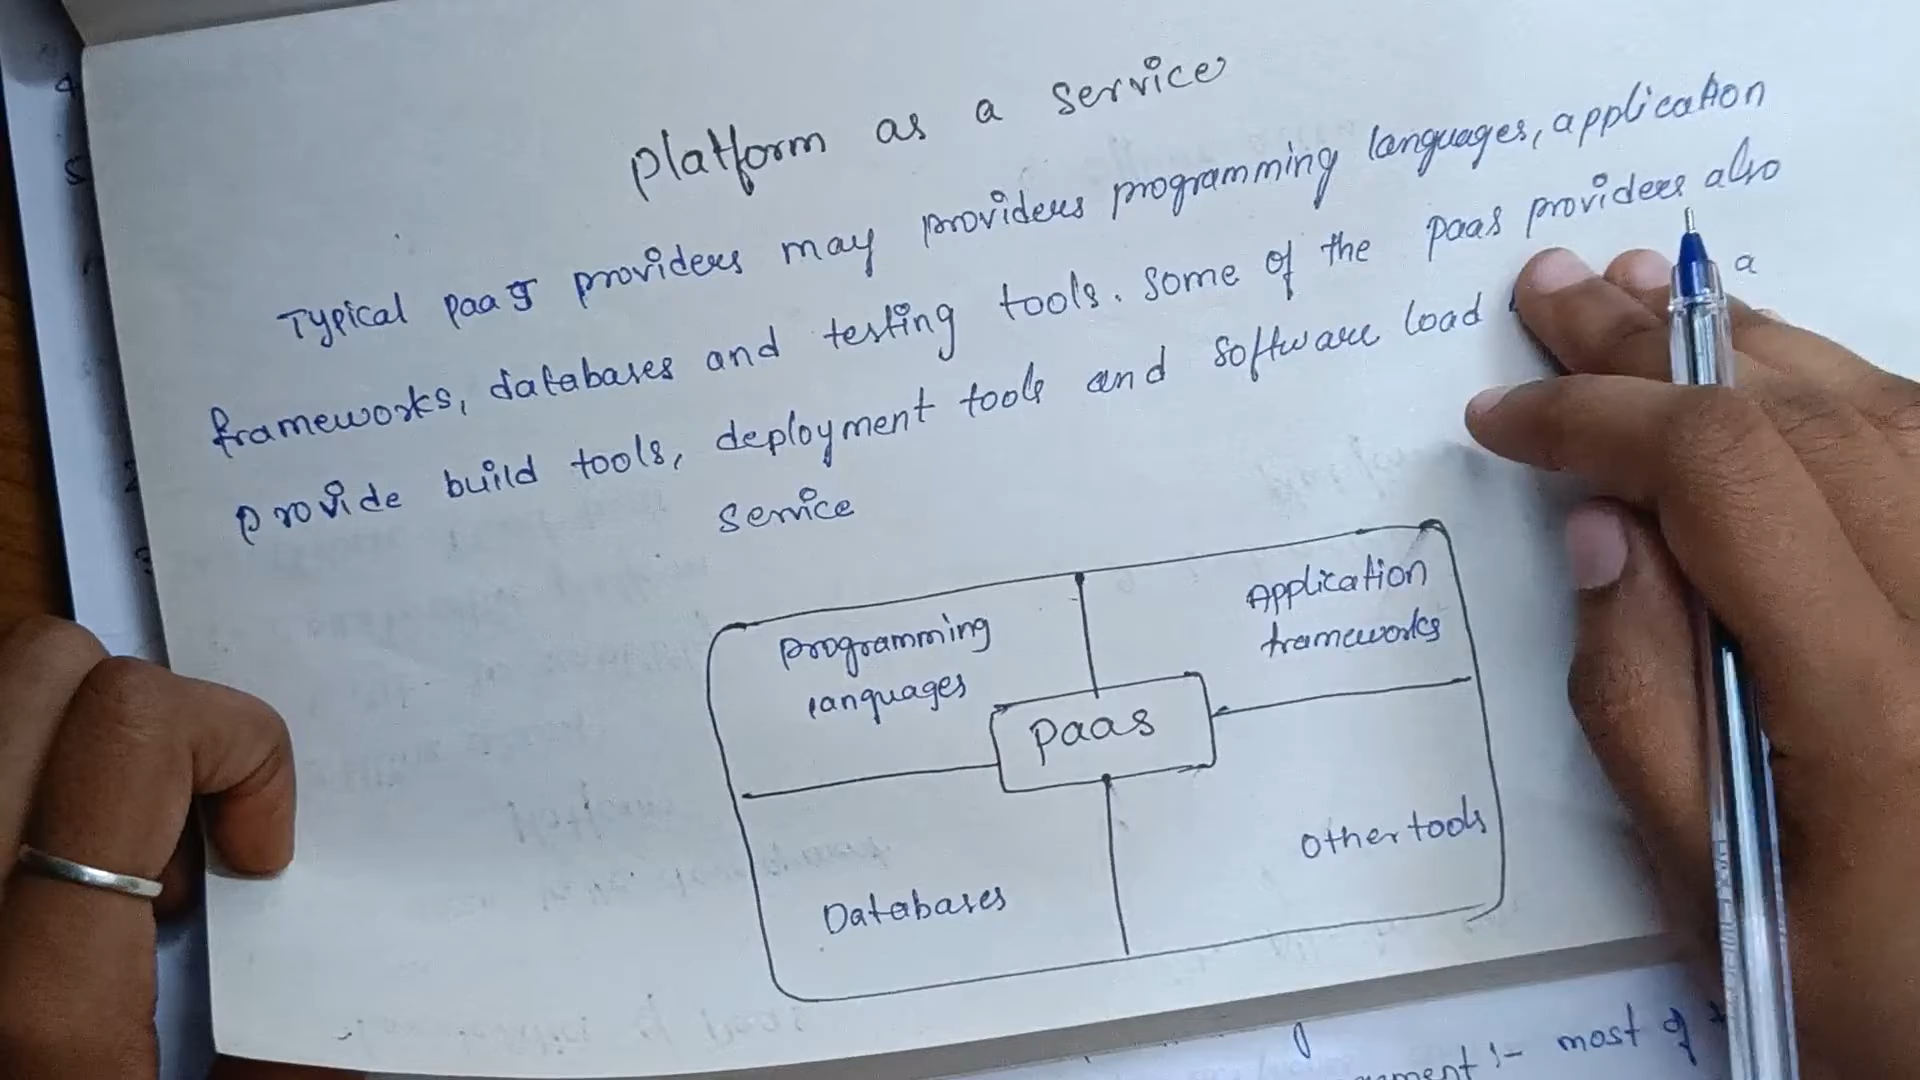 platform as a service
Typical paas providers may providers programming languages, application
frameworks, databases and testing tools. some of the paas providers also
provide build tools, deployment tools and software load a
service
programming
languages
Application
frameworks
paas
Databases
Other tools
most of